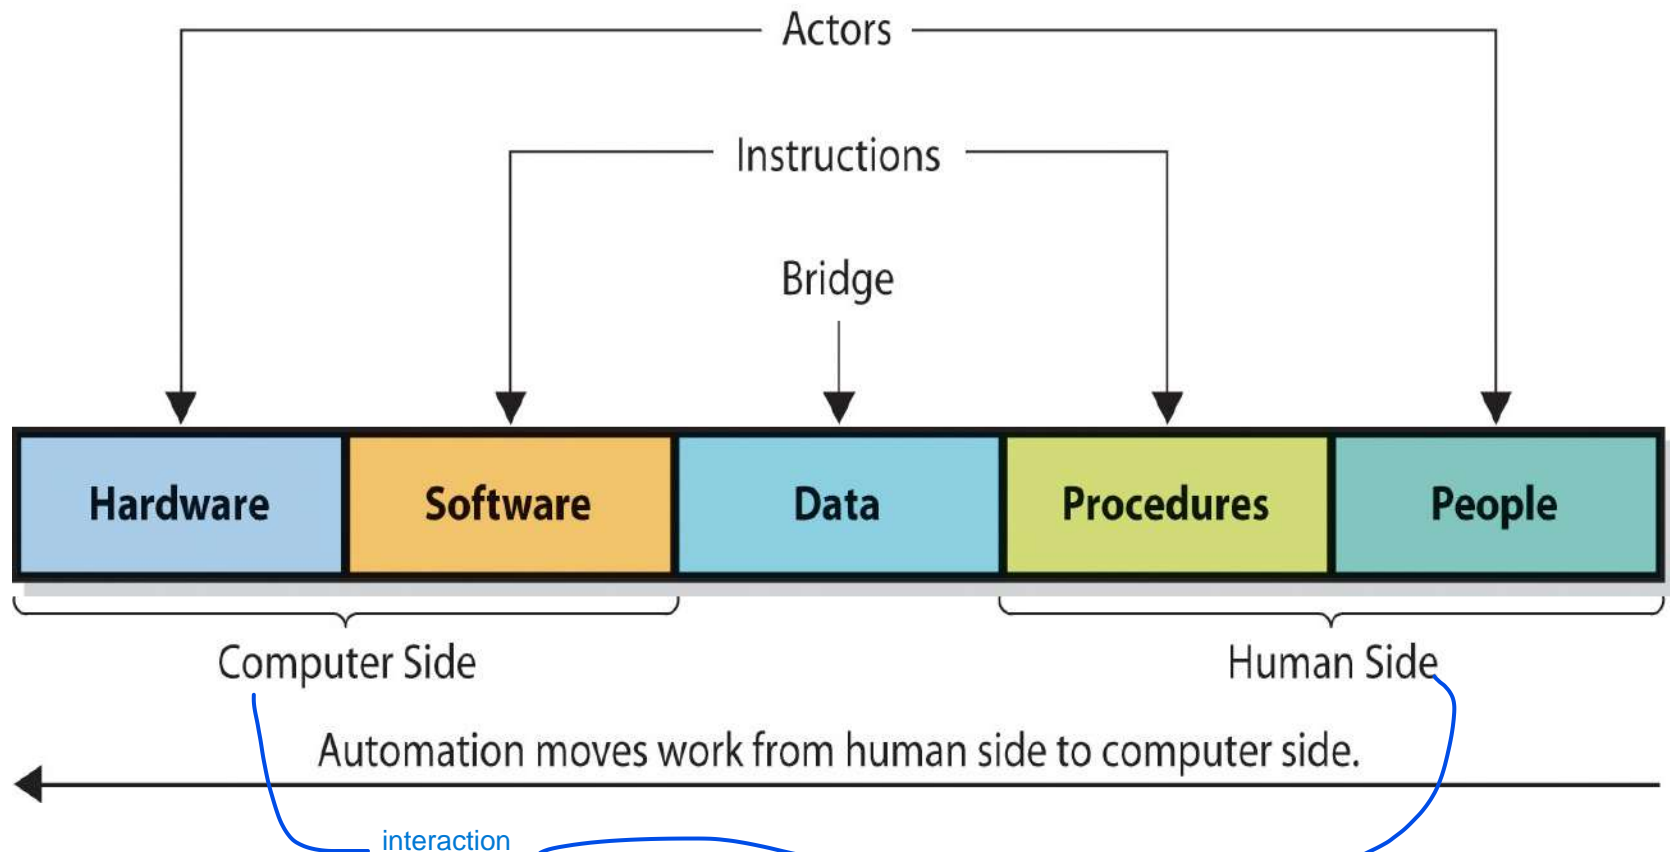 Actors
Instructions
Bridge
Hardware Software Data Procedures People
Computer Side Human Side
Automation moves work from human side to computer side.
interaction